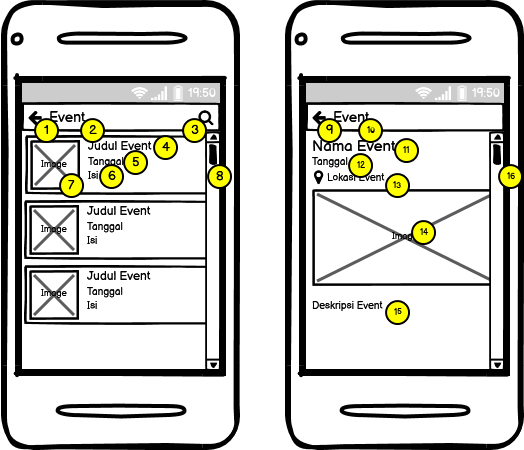 19:50
Event
1
2
3
Judul Event
4
Image
Tanggal
5
Isi
6
7
8
Judul Event
Image
Tanggal
Isi
Judul Event
Image
Tanggal
Isi
19:50
Event
9
10
Nama Event
11
Tanggal
12
Lokasi Event
13
16
14
Deskripsi Event
15